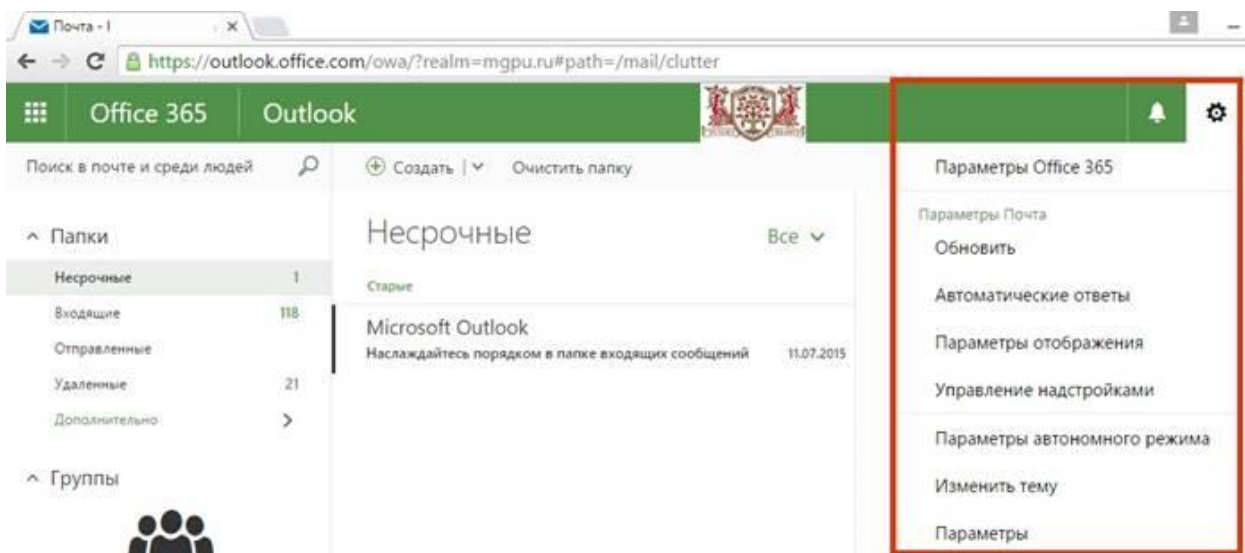 Почта - I
https://outlook.office.com/owa/?realm=mgpu.ru#path=/mail/clutter
Office 365 Outlook
Поиск в почте и среди людей
Создать | Очистить папку
Папки
Несрочные 1
Входящие 118
Отправленные
Удаленные 21
Дополнительно
Группы
Несрочные Все
Старые
Microsoft Outlook
Наслаждайтесь порядком в папке входящих сообщений 11.07.2015
Параметры Office 365
Параметры Почта
Обновить
Автоматические ответы
Параметры отображения
Управление надстройками
Параметры автономного режима
Изменить тему
Параметры